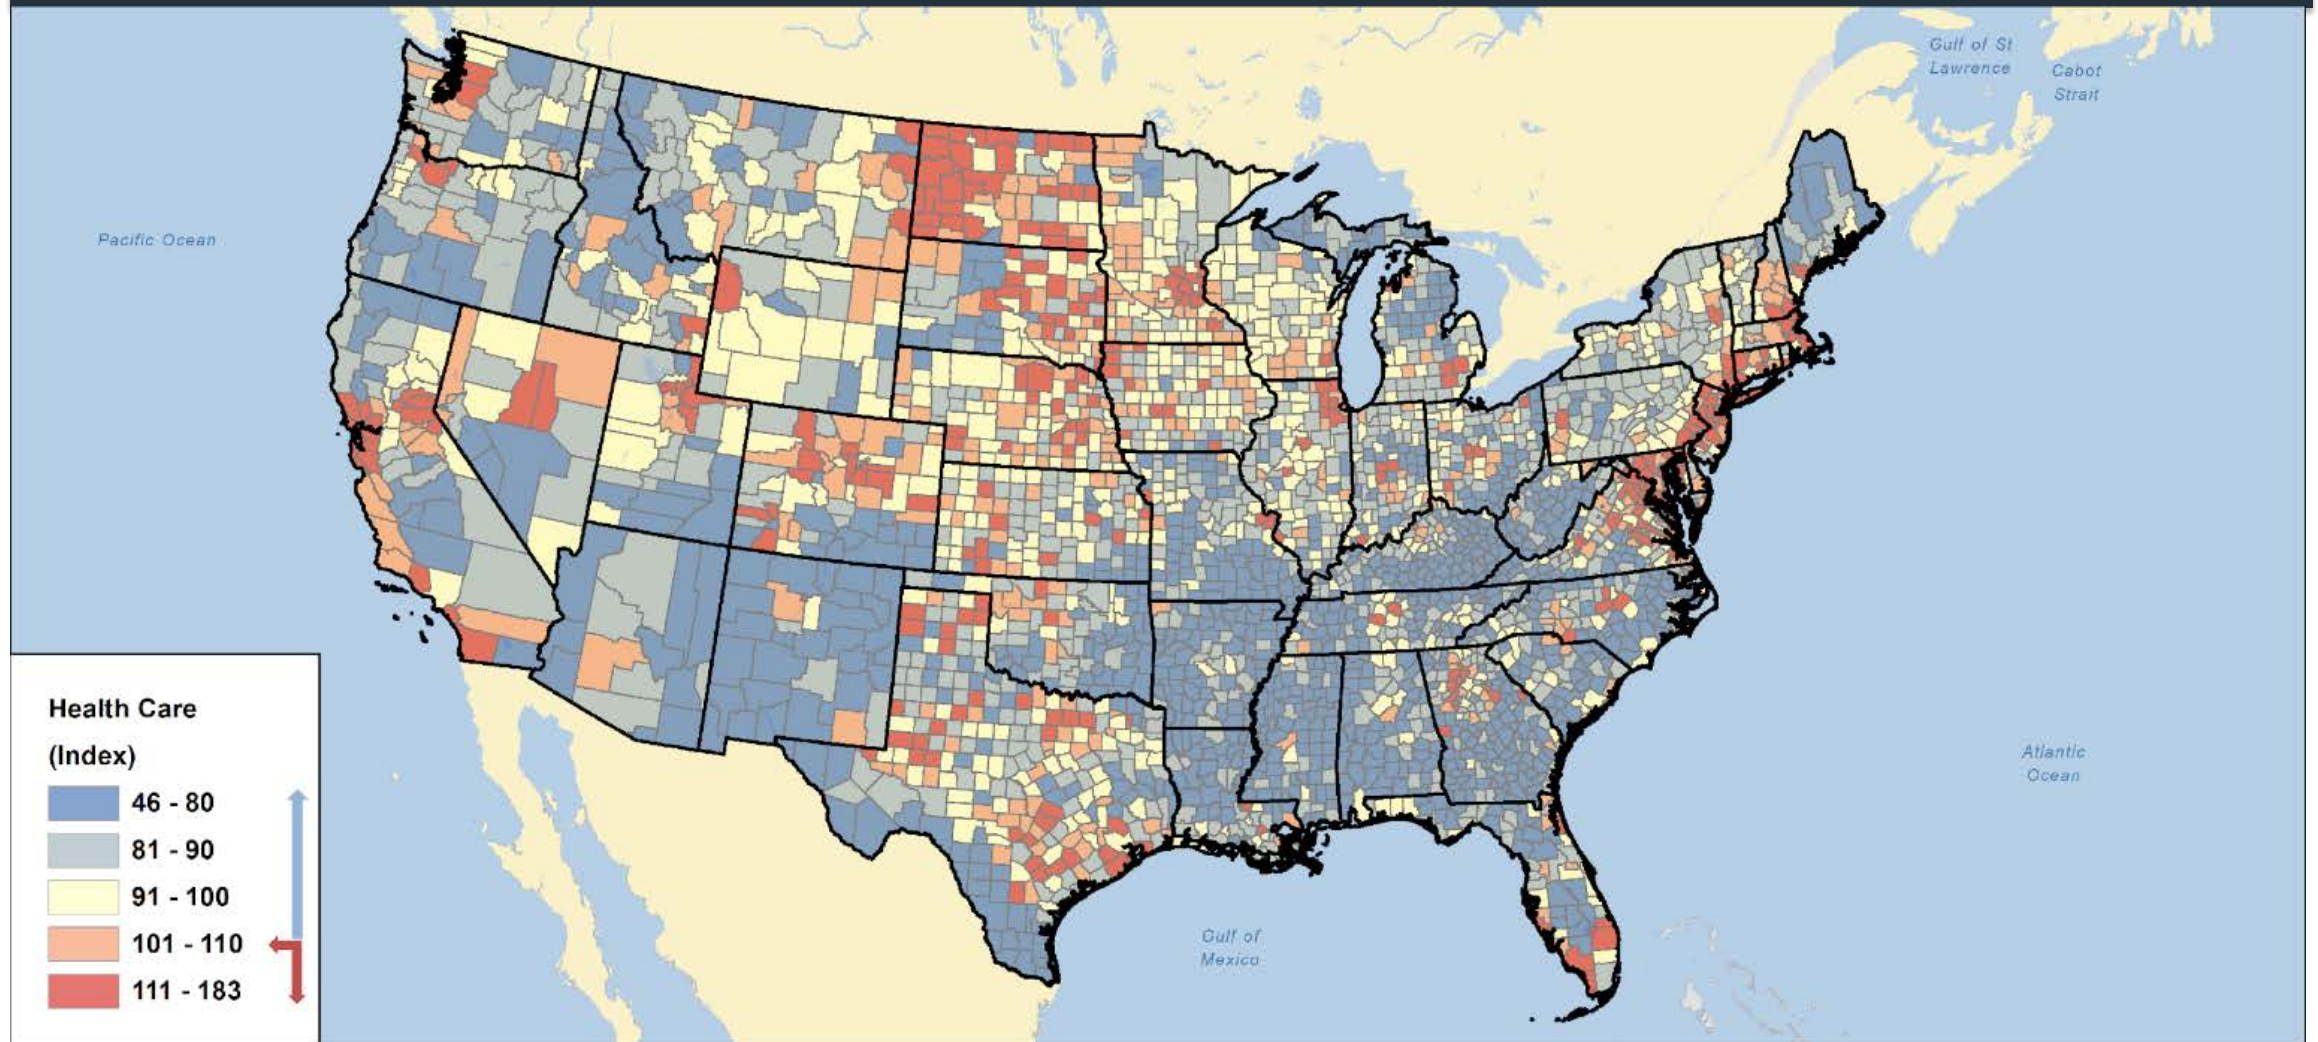 Gulf of St
Lawrence
Cabot
Strait
Pacific Ocean
Health Care
(Index)
46 - 80
81 - 90
91 - 100
101 - 110
111 - 183
Atlantic
Ocean
Gulf of
Mexico